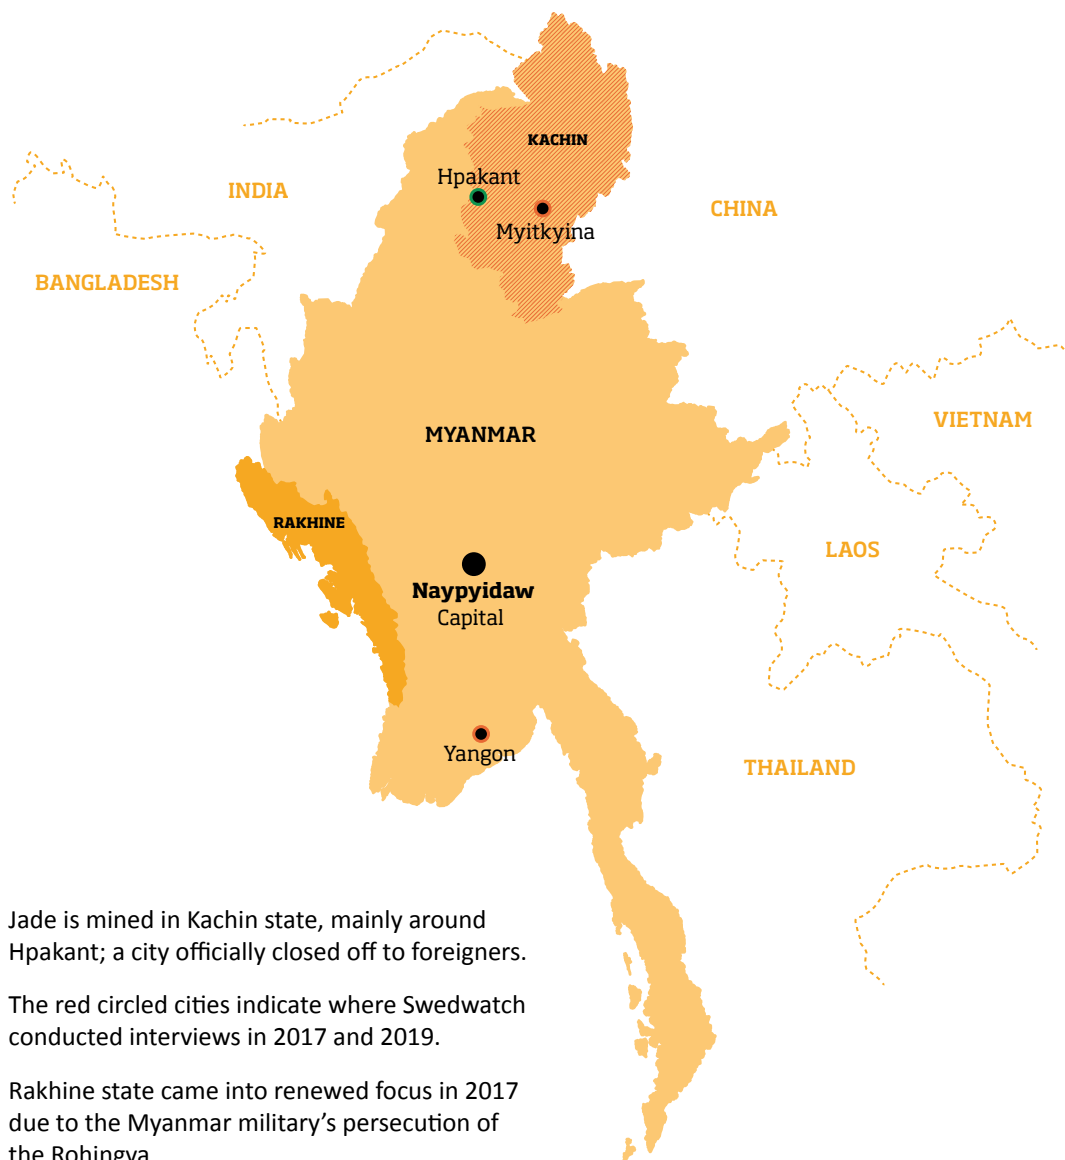 KACHIN
Hpakant
INDIA
CHINA
Myitkyina
BANGLADESH
VIETNAM
MYANMAR
RAKHINE
LAOS
Naypyidaw
Capital
Yangon
THAILAND
Jade is mined in Kachin state, mainly around
Hpakant; a city officially closed off to foreigners.
The red circled cities indicate where Swedwatch
conducted interviews in 2017 and 2019.
Rakhine state came into renewed focus in 2017
due to the Myanmar military’s persecution of
the Rohingya